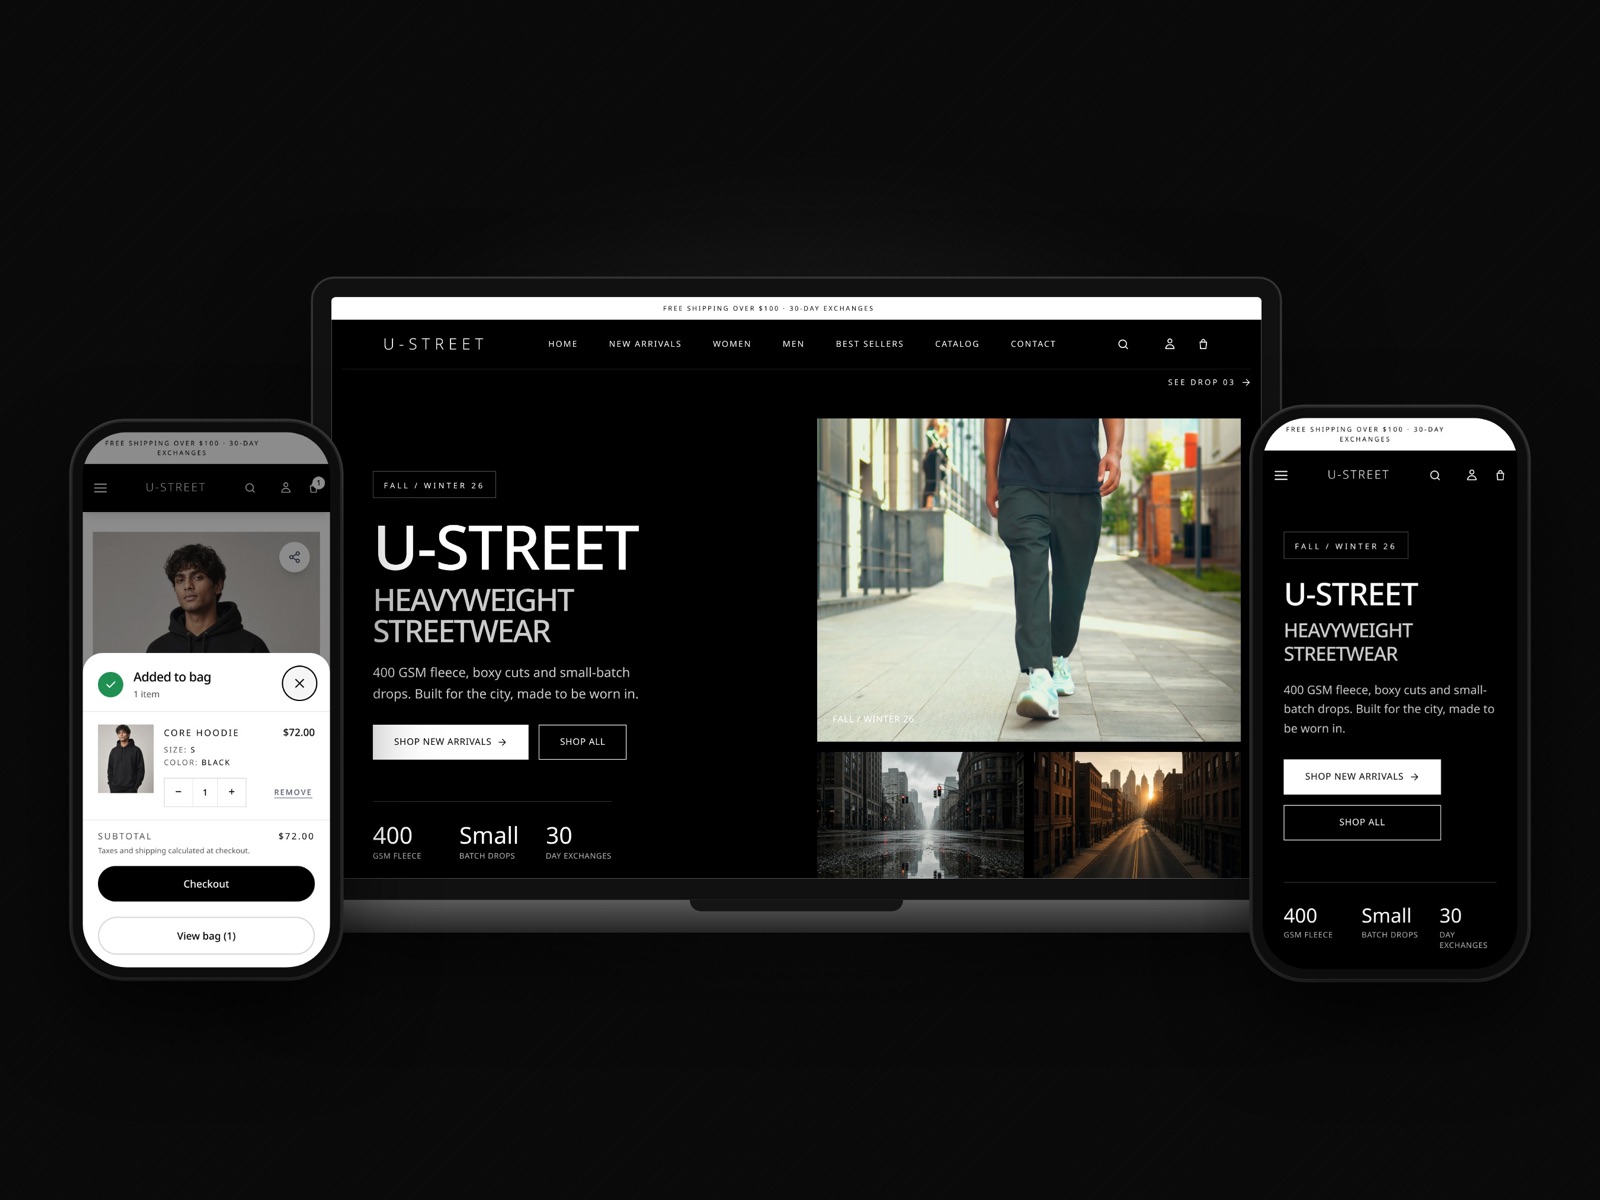 FREE SHIPPING OVER $100 · 30-DAY EXCHANGES
U-STREET
HOME
NEW ARRIVALS
WOMEN
MEN
BEST SELLERS
CATALOG
CONTACT
SEE DROP 03 →
FALL / WINTER 26
U-STREET
HEAVYWEIGHT
STREETWEAR
400 GSM fleece, boxy cuts and small-batch
drops. Built for the city, made to be worn in.
SHOP NEW ARRIVALS →
SHOP ALL
400
GSM FLEECE
Small
BATCH DROPS
30
DAY EXCHANGES
FALL / WINTER 26
FREE SHIPPING OVER $100 · 30-DAY
EXCHANGES
U-STREET
1
Added to bag
1 item
CORE HOODIE
$72.00
SIZE: S
COLOR: BLACK
− 1 +
REMOVE
SUBTOTAL
$72.00
Taxes and shipping calculated at checkout.
Checkout
View bag (1)
FREE SHIPPING OVER $100 · 30-DAY
EXCHANGES
U-STREET
FALL / WINTER 26
U-STREET
HEAVYWEIGHT
STREETWEAR
400 GSM fleece, boxy cuts and small-
batch drops. Built for the city, made to
be worn in.
SHOP NEW ARRIVALS →
SHOP ALL
400
GSM FLEECE
Small
BATCH DROPS
30
DAY
EXCHANGES